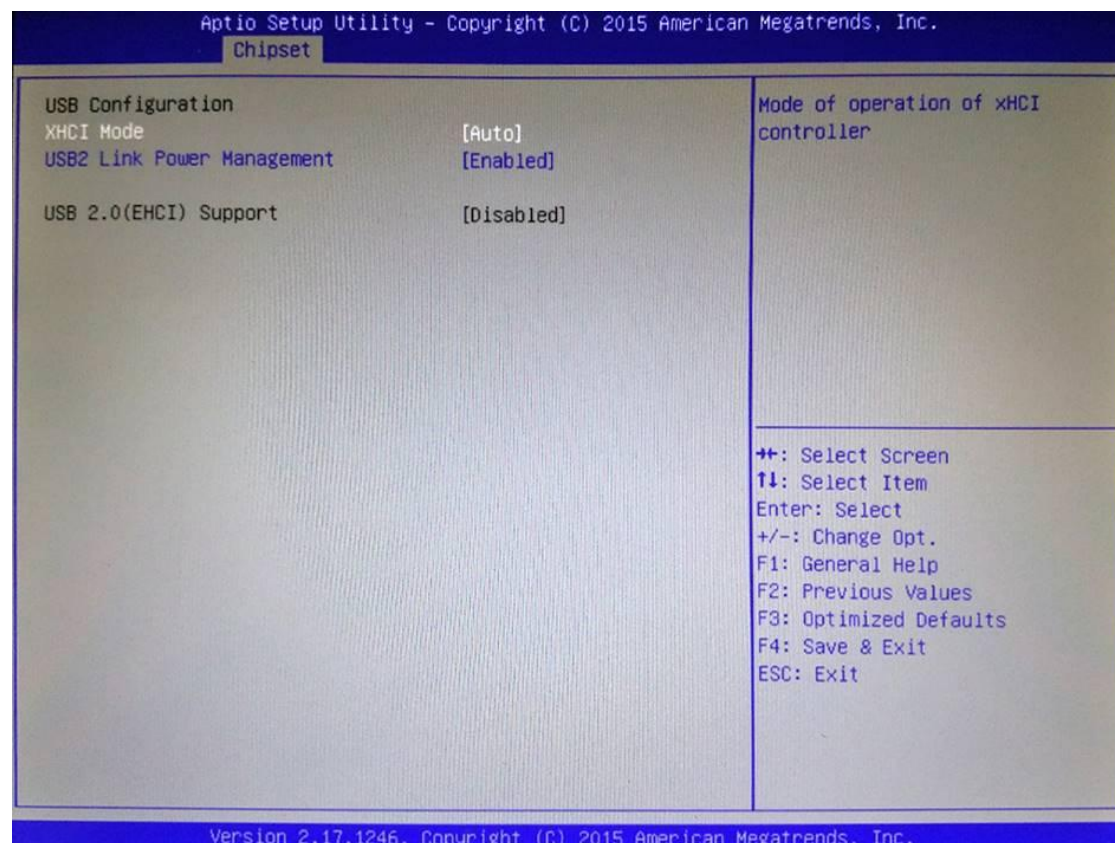 Aptio Setup Utility – Copyright (C) 2015 American Megatrends, Inc.
Chipset
USB Configuration
XHCI Mode [Auto]
USB2 Link Power Management [Enabled]
USB 2.0(EHCI) Support [Disabled]
Mode of operation of xHCI
controller
→←: Select Screen
↑↓: Select Item
Enter: Select
+/-: Change Opt.
F1: General Help
F2: Previous Values
F3: Optimized Defaults
F4: Save & Exit
ESC: Exit
Version 2.17.1246. Copyright (C) 2015 American Megatrends, Inc.